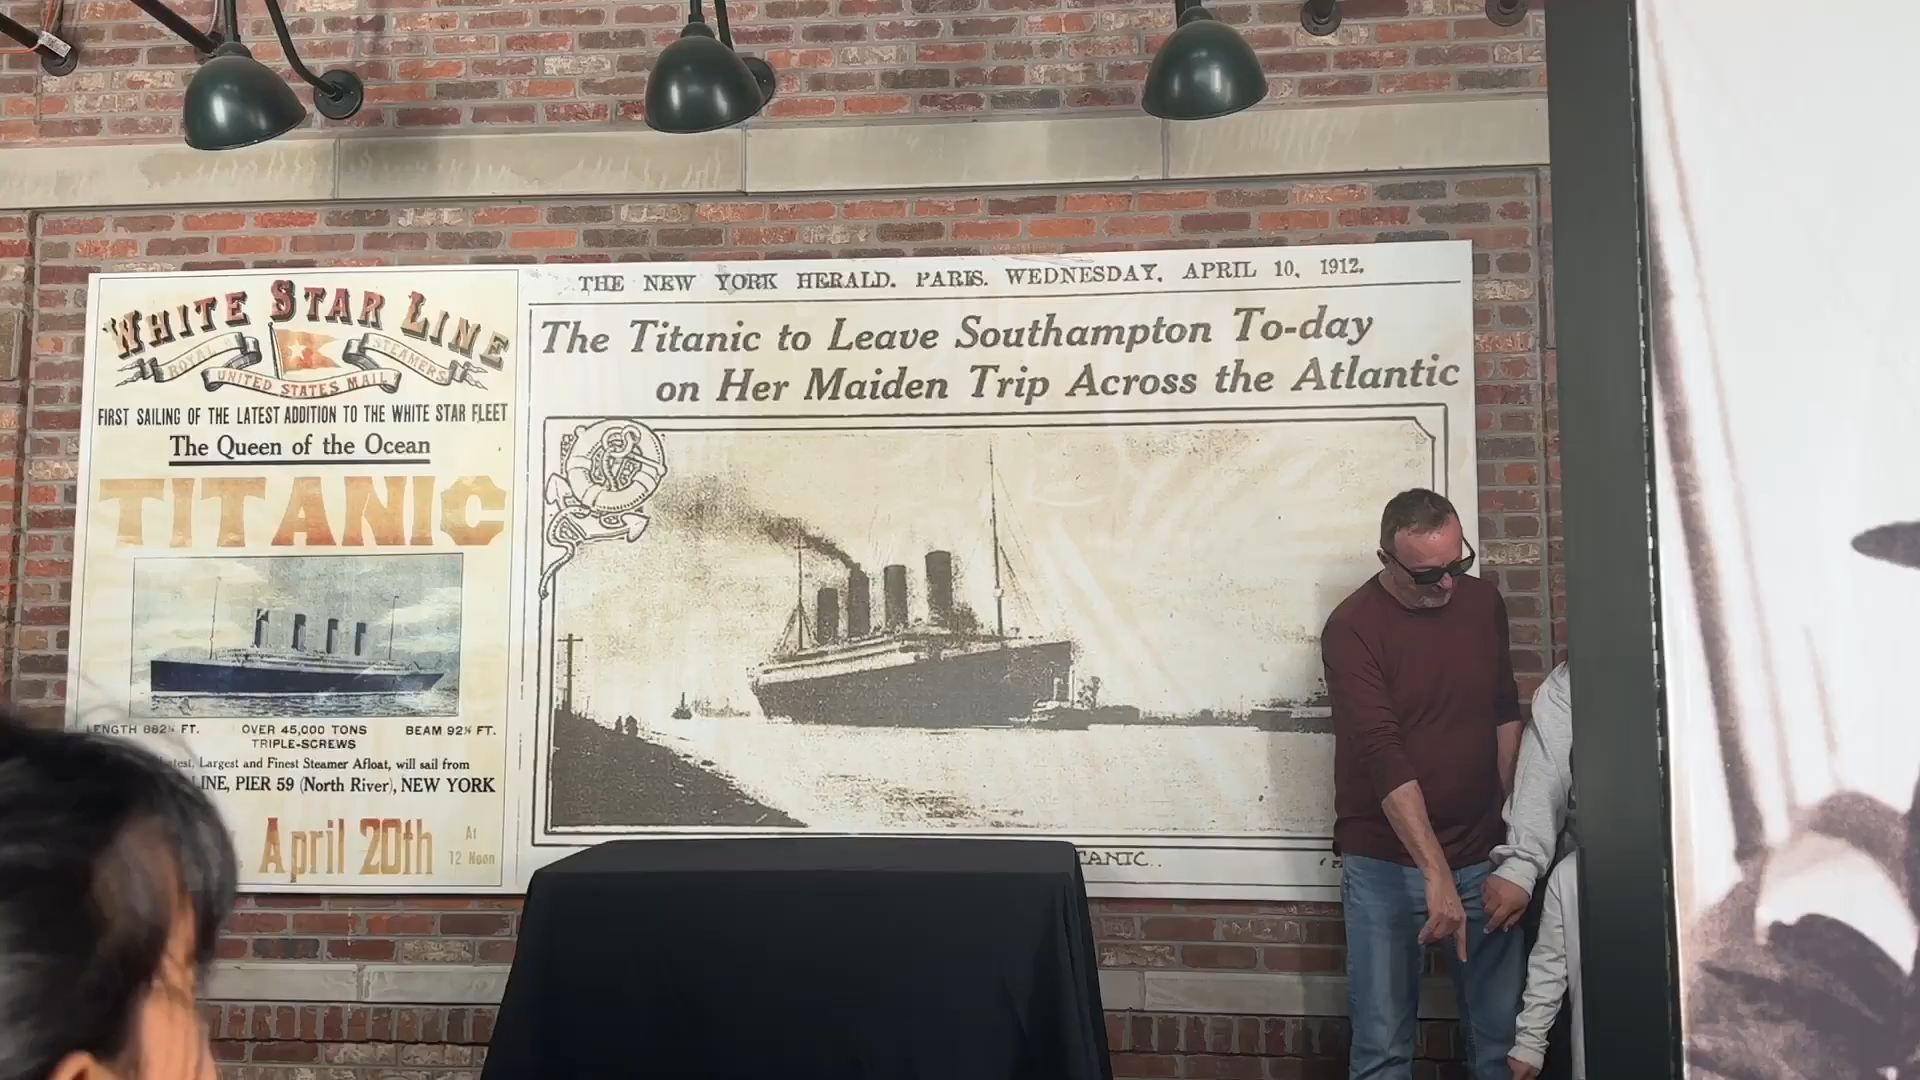 WHITE STAR LINE
ROYAL & STEAMERS
UNITED STATES MAIL
FIRST SAILING OF THE LATEST ADDITION TO THE WHITE STAR FLEET
The Queen of the Ocean
TITANIC
LENGTH 882¾ FT. OVER 45,000 TONS BEAM 92½ FT.
TRIPLE-SCREWS
Largest and Finest Steamer Afloat, will sail from
LINE, PIER 59 (North River), NEW YORK
April 20th At
12 Noon
THE NEW YORK HERALD. PARIS. WEDNESDAY, APRIL 10, 1912.
The Titanic to Leave Southampton To-day
on Her Maiden Trip Across the Atlantic
TANIC..